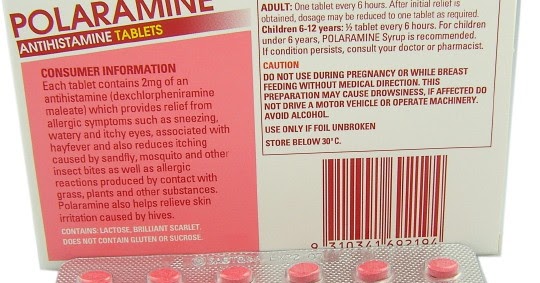 POLARAMINE
ANTIHISTAMINE TABLETS
CONSUMER INFORMATION
Each tablet contains 2mg of an
antihistamine (dexchlorpheniramine
maleate) which provides relief from
allergic symptoms such as sneezing,
watery and itchy eyes, associated with
hayfever and also reduces itching
caused by sandfly, mosquito and other
insect bites as well as allergic
reactions produced by contact with
grass, plants and other substances.
Polaramine also helps relieve skin
irritation caused by hives.
CONTAINS: LACTOSE, BRILLIANT SCARLET.
DOES NOT CONTAIN GLUTEN OR SUCROSE.
ADULT: One tablet every 6 hours. After initial relief is
obtained, dosage may be reduced to one tablet as required.
Children 6-12 years: ½ tablet every 6 hours. For children
under 6 years, POLARAMINE Syrup is recommended.
If condition persists, consult your doctor or pharmacist.
CAUTION
DO NOT USE DURING PREGNANCY OR WHILE BREAST
FEEDING WITHOUT MEDICAL DIRECTION. THIS
PREPARATION MAY CAUSE DROWSINESS, IF AFFECTED DO
NOT DRIVE A MOTOR VEHICLE OR OPERATE MACHINERY.
AVOID ALCOHOL.
USE ONLY IF FOIL UNBROKEN
STORE BELOW 30°C.
9 310341 692194